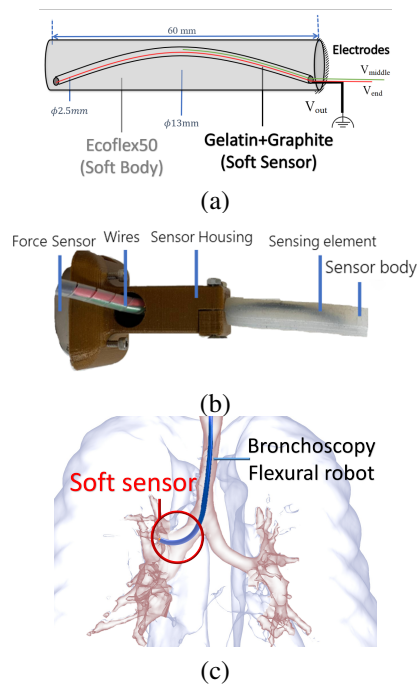 60 mm
Electrodes
V_middle
V_end
V_out
ϕ2.5mm
ϕ13mm
Ecoflex50
(Soft Body)
Gelatin+Graphite
(Soft Sensor)
(a)
Force Sensor
Wires
Sensor Housing
Sensing element
Sensor body
(b)
Bronchoscopy
Flexural robot
Soft sensor
(c)